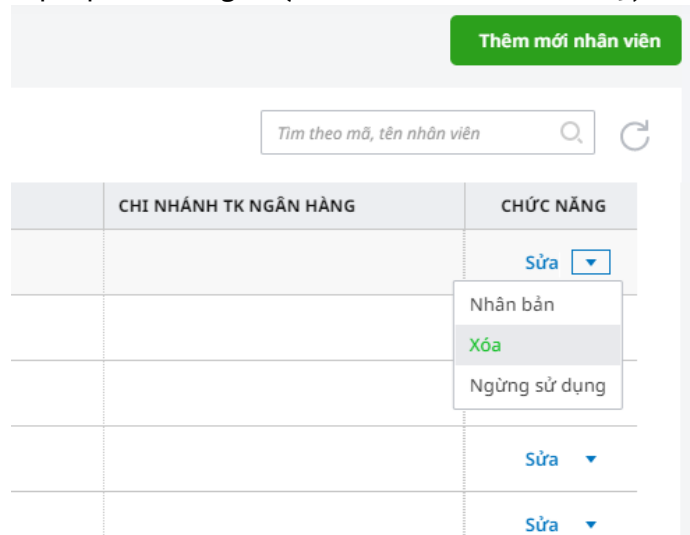 Thêm mới nhân viên
Tìm theo mã, tên nhân viên
CHI NHÁNH TK NGÂN HÀNG CHỨC NĂNG
Sửa
Nhân bản
Xóa
Ngừng sử dụng
Sửa
Sửa